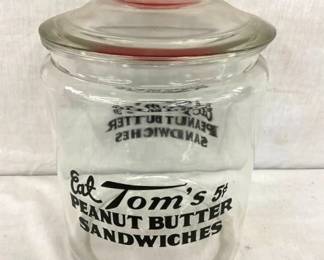 Eat Tom's 5¢
PEANUT BUTTER
SANDWICHES